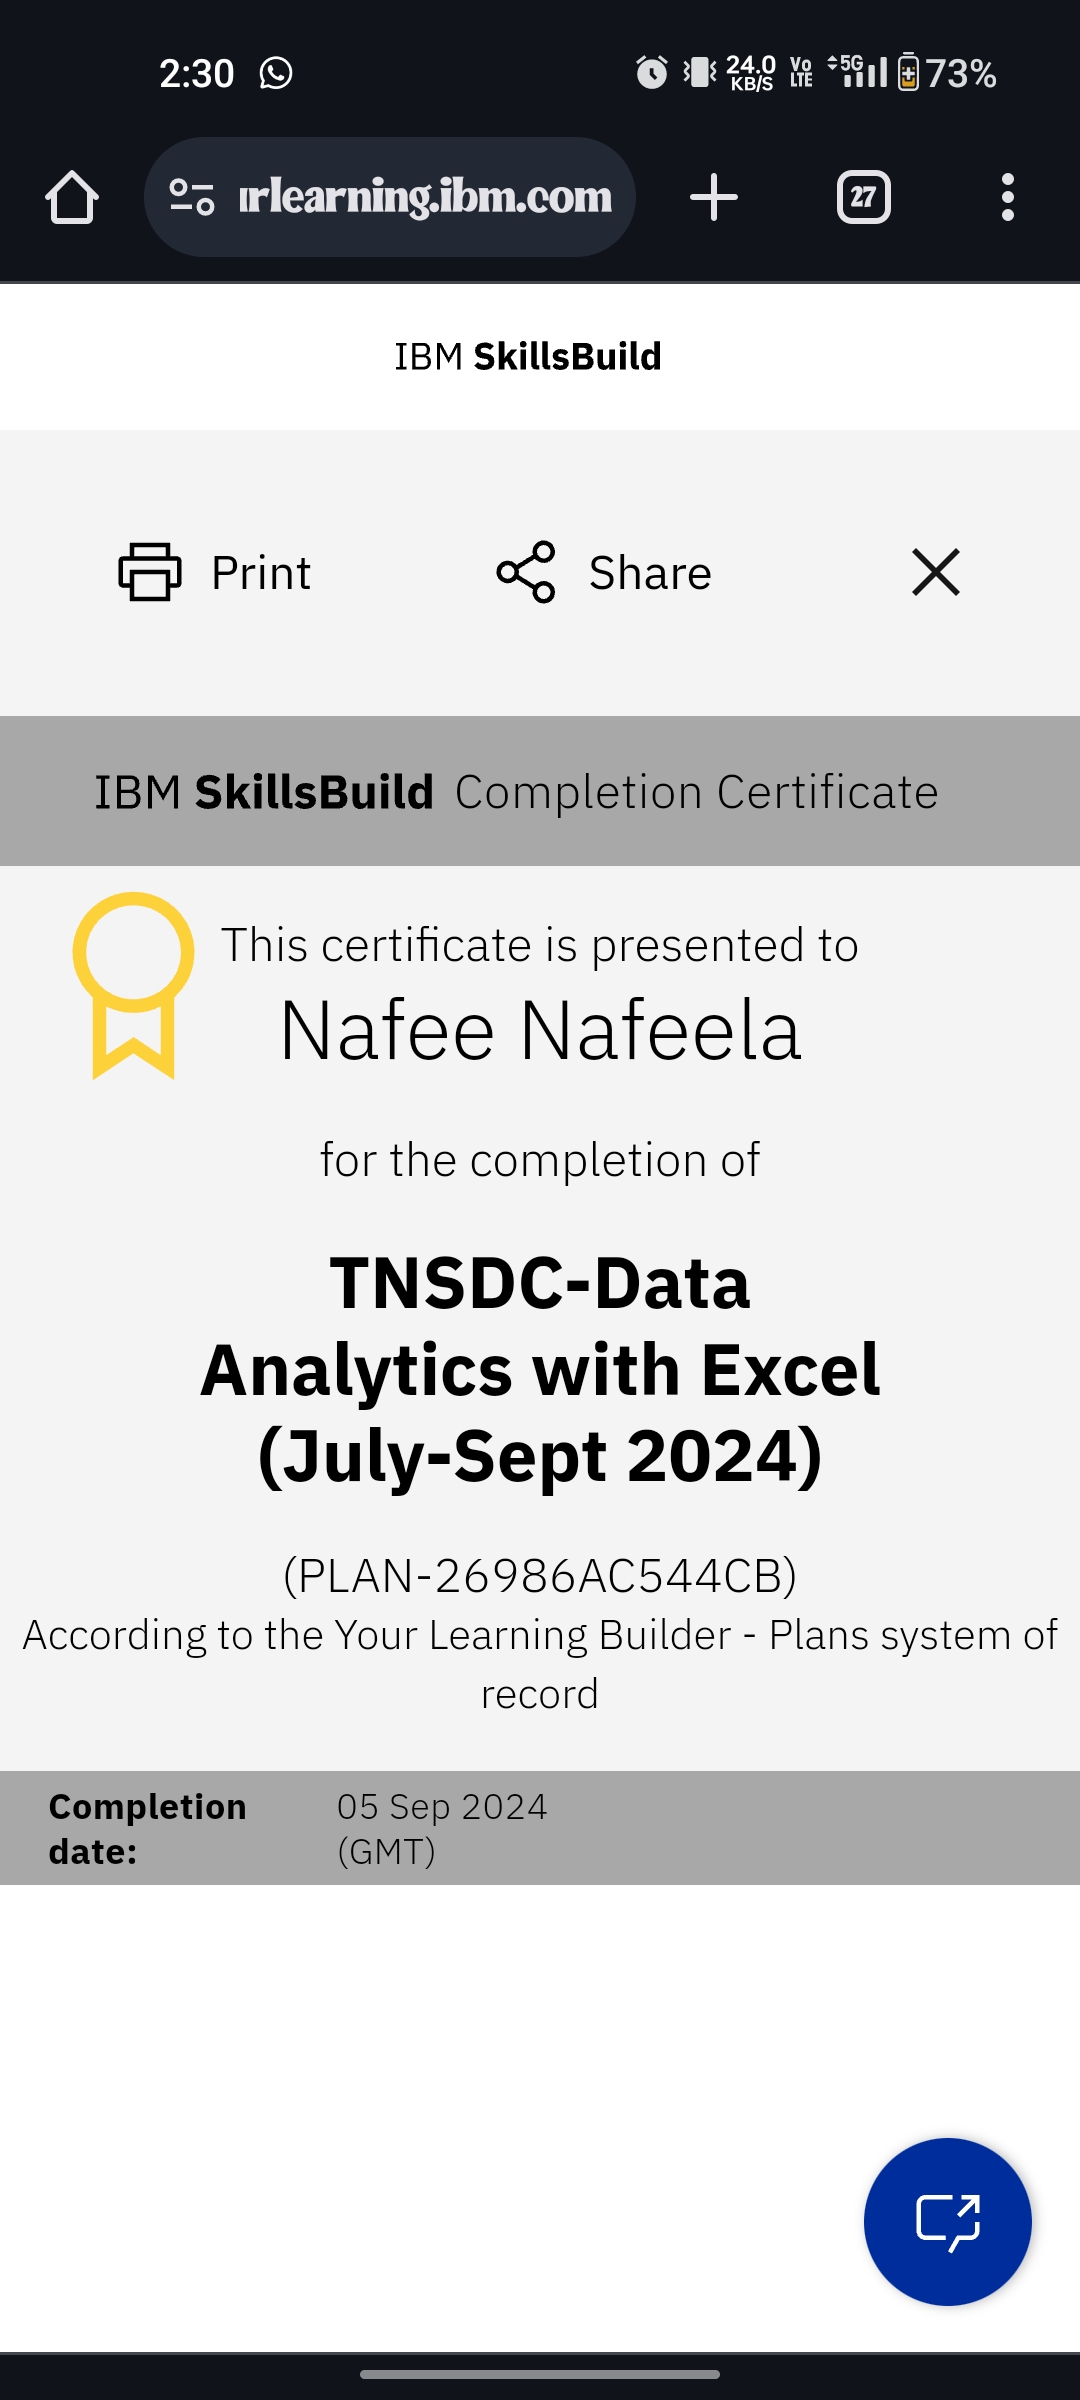 2:30
24.0
KB/S
Vo
LTE
5G
73%
rlearning.ibm.com
27
IBM SkillsBuild
Print
Share
IBM SkillsBuild Completion Certificate
This certificate is presented to
Nafee Nafeela
for the completion of
TNSDC-Data
Analytics with Excel
(July-Sept 2024)
(PLAN-26986AC544CB)
According to the Your Learning Builder - Plans system of
record
Completion
date:
05 Sep 2024
(GMT)